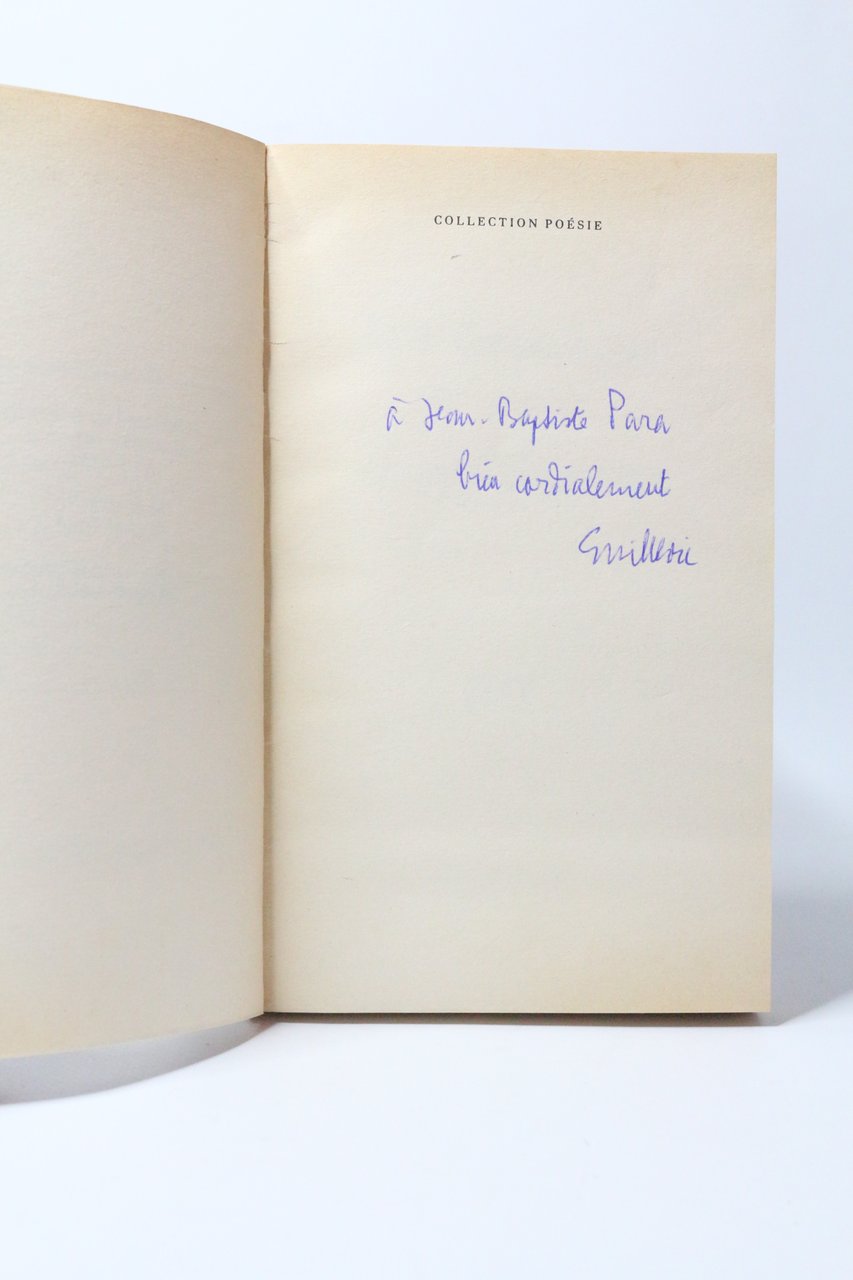 COLLECTION POÉSIE
à Jean-Baptiste Para
bien cordialement
Guillevic